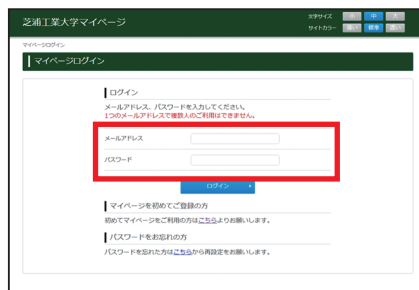 芝浦工業大学マイページ
文字サイズ 小 中 大
サイトカラー 黒い 標準 濃い
マイページログイン
マイページログイン
ログイン
メールアドレス、パスワードを入力してください。
1つのメールアドレスで複数人のご利用はできません。
メールアドレス
パスワード
ログイン
マイページを初めてご登録の方
初めてマイページをご利用の方はこちらよりお願いします。
パスワードをお忘れの方
パスワードを忘れた方はこちらから再設定をお願いします。